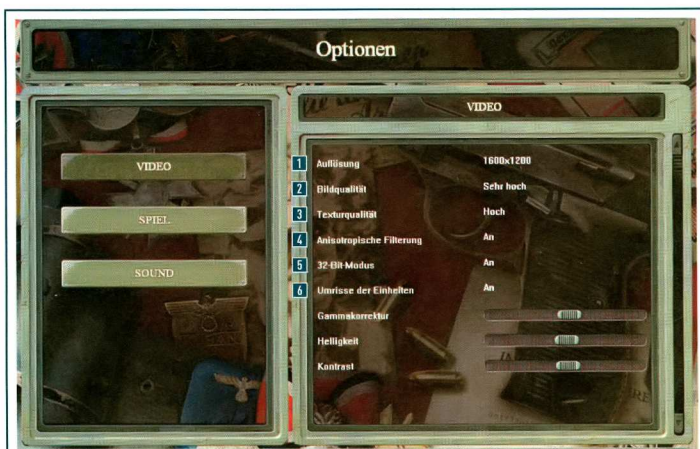 Optionen
VIDEO
SPIEL
SOUND
VIDEO
1 Auflösung 1600x1200
2 Bildqualität Sehr hoch
3 Texturqualität Hoch
4 Anisotropische Filterung An
5 32-Bit-Modus An
6 Umrisse der Einheiten An
Gammakorrektur
Helligkeit
Kontrast